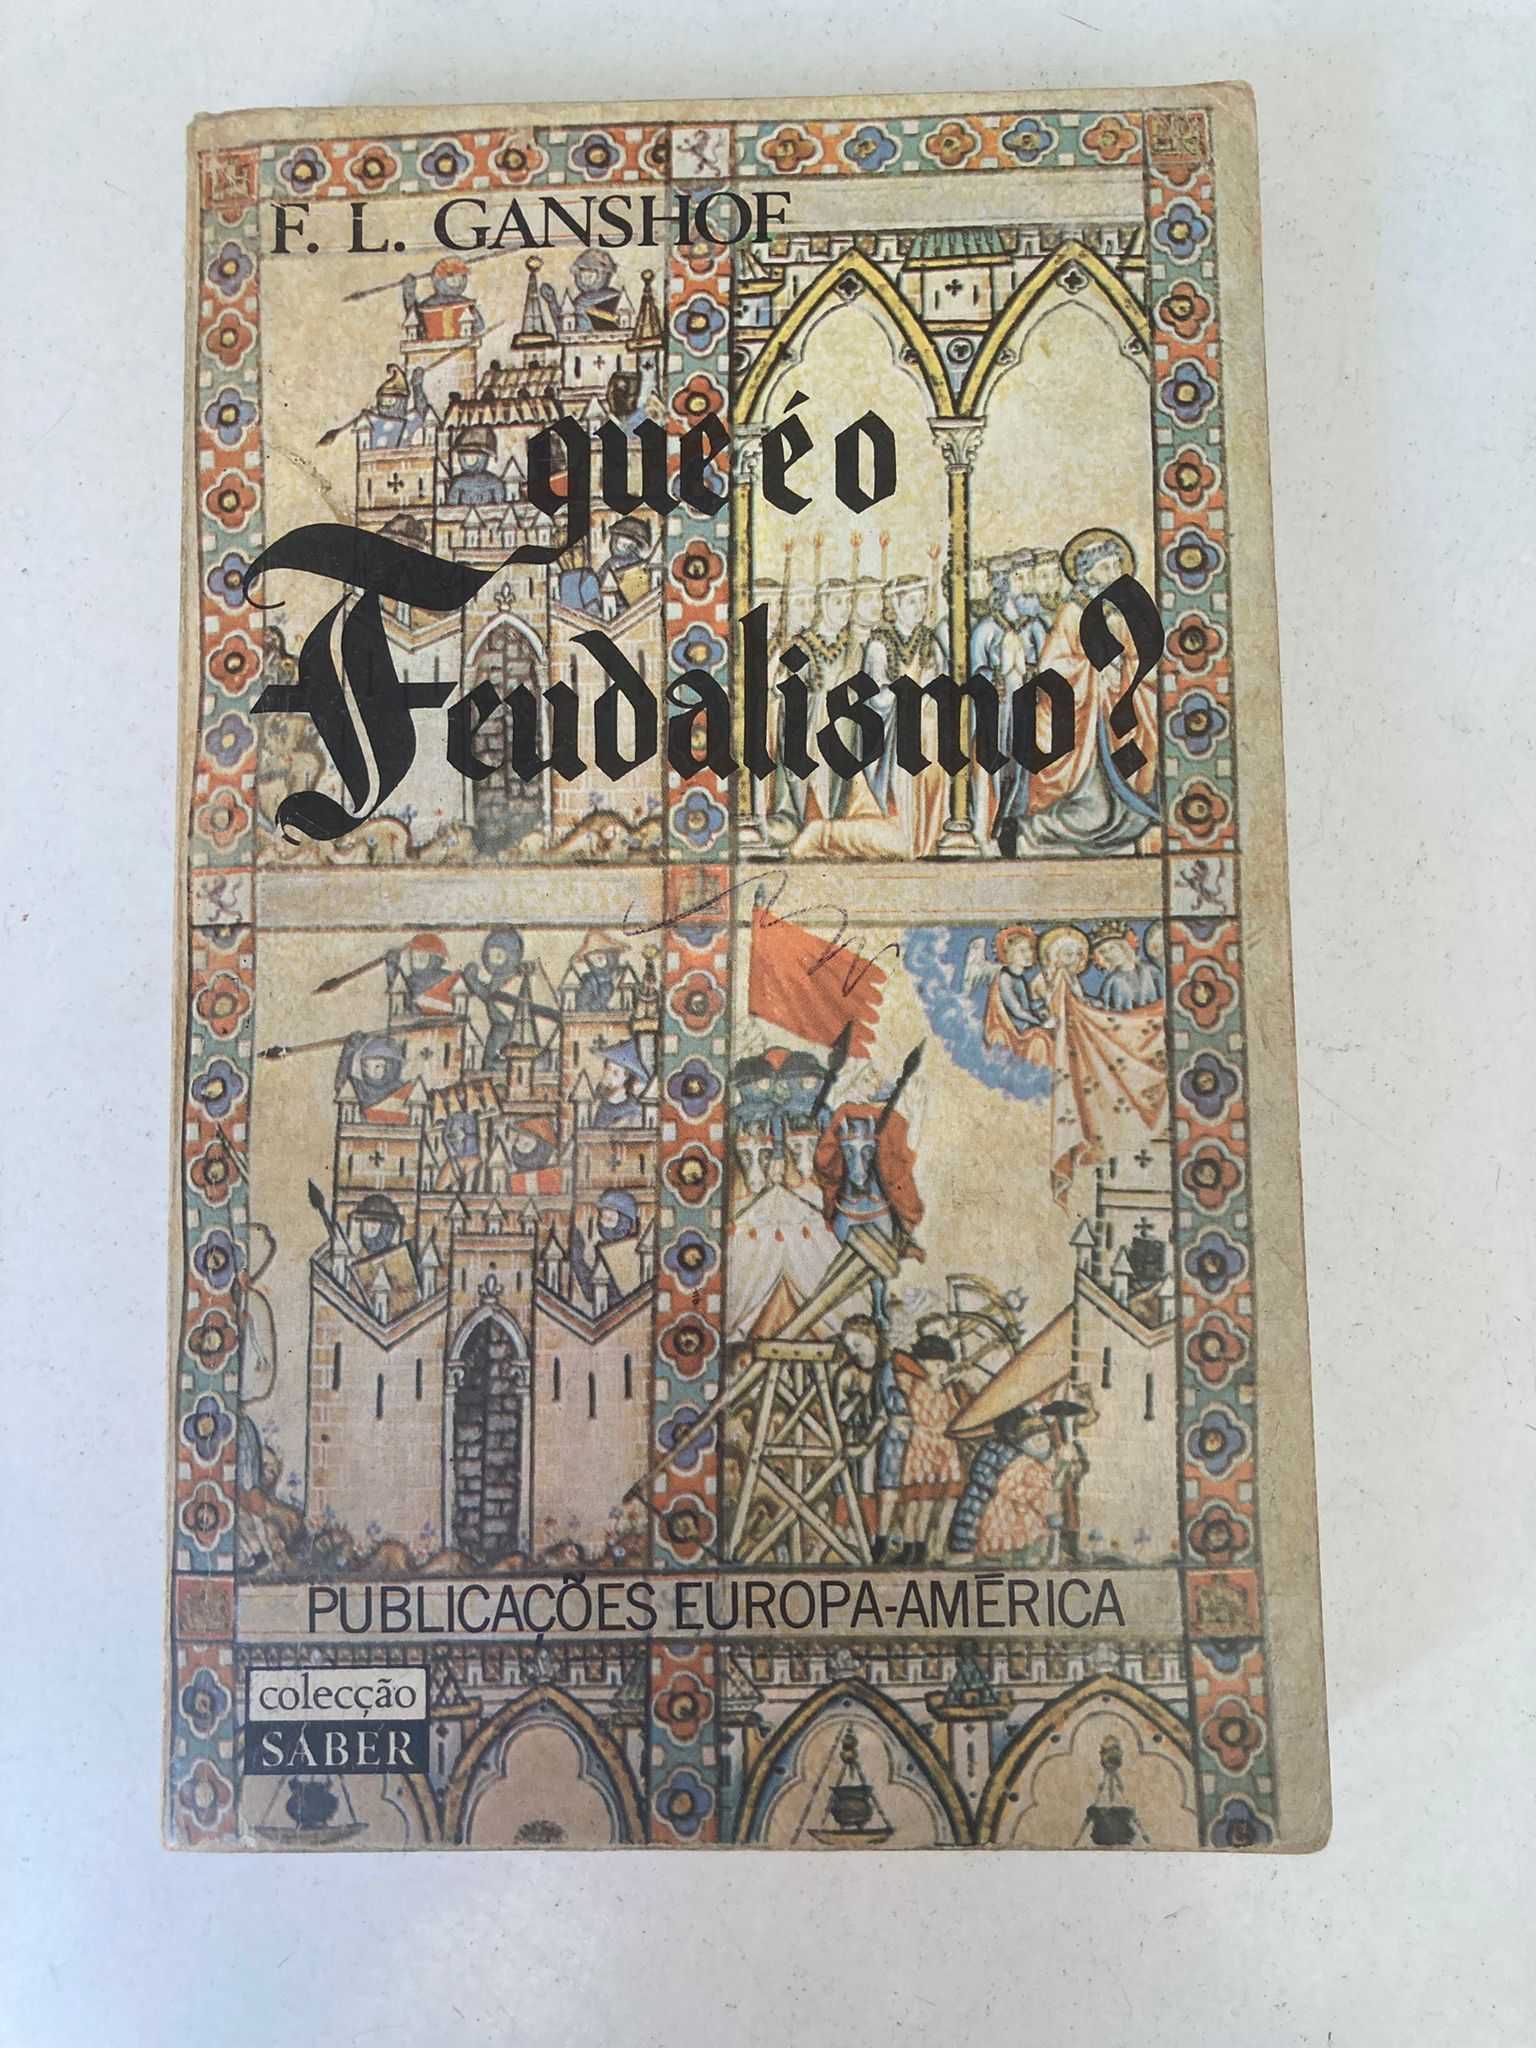 F. L. GANSHOF
que é o
Feudalismo?
PUBLICAÇÕES EUROPA-AMÉRICA
colecção
SABER